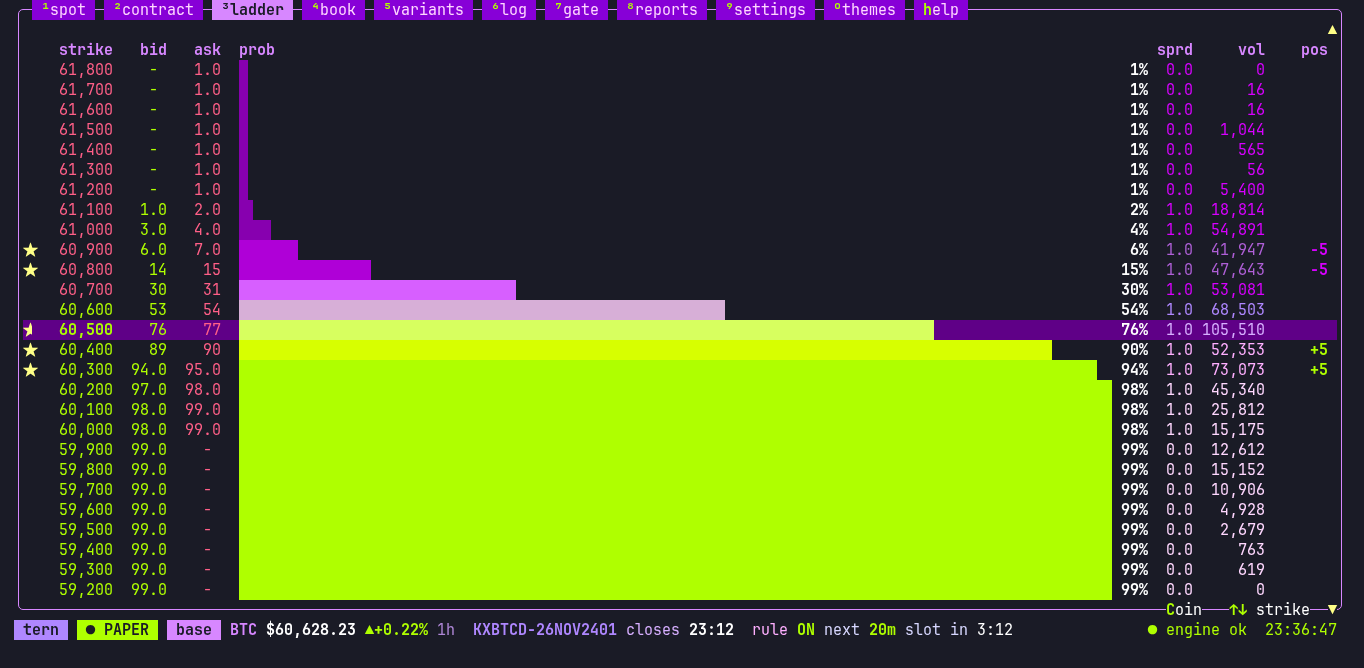 ¹spot ²contract ³ladder ⁴book ⁵variants ⁶log ⁷gate ⁸reports ⁹settings ⁰themes help
▲
strike bid ask prob sprd vol pos
61,800 - 1.0 1% 0.0 0
61,700 - 1.0 1% 0.0 16
61,600 - 1.0 1% 0.0 16
61,500 - 1.0 1% 0.0 1,044
61,400 - 1.0 1% 0.0 565
61,300 - 1.0 1% 0.0 56
61,200 - 1.0 1% 0.0 5,400
61,100 1.0 2.0 2% 1.0 18,814
61,000 3.0 4.0 4% 1.0 54,891
★ 60,900 6.0 7.0 6% 1.0 41,947 -5
★ 60,800 14 15 15% 1.0 47,643 -5
60,700 30 31 30% 1.0 53,081
60,600 53 54 54% 1.0 68,503
60,500 76 77 76% 1.0 105,510
★ 60,400 89 90 90% 1.0 52,353 +5
★ 60,300 94.0 95.0 94% 1.0 73,073 +5
60,200 97.0 98.0 98% 1.0 45,340
60,100 98.0 99.0 98% 1.0 25,812
60,000 98.0 99.0 98% 1.0 15,175
59,900 99.0 - 99% 0.0 12,612
59,800 99.0 - 99% 0.0 15,152
59,700 99.0 - 99% 0.0 10,906
59,600 99.0 - 99% 0.0 4,928
59,500 99.0 - 99% 0.0 2,679
59,400 99.0 - 99% 0.0 763
59,300 99.0 - 99% 0.0 619
59,200 99.0 - 99% 0.0 0
Coin ↑↓ strike ▼
tern ● PAPER base BTC $60,628.23 ▲+0.22% 1h KXBTCD-26NOV2401 closes 23:12 rule ON next 20m slot in 3:12 ● engine ok 23:36:47